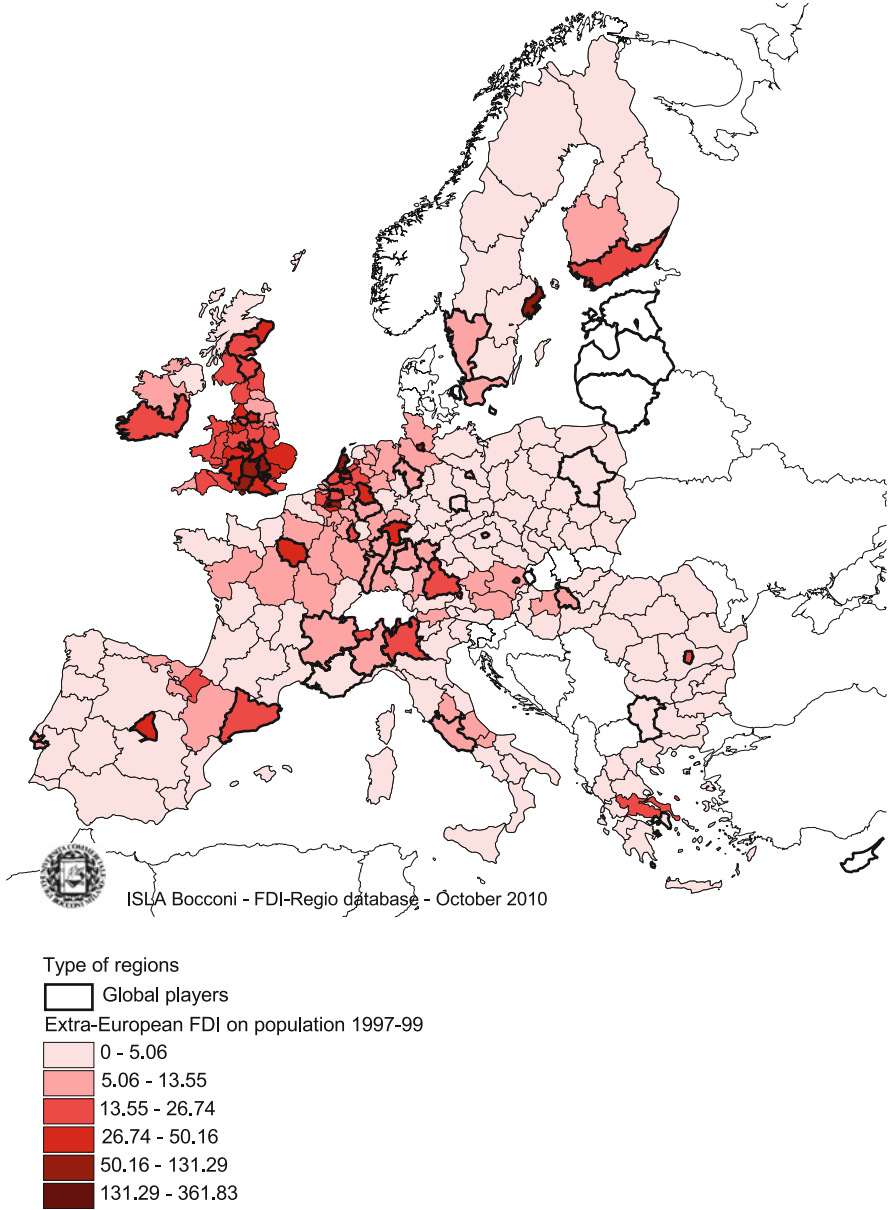 ISLA Bocconi - FDI-Regio database - October 2010
Type of regions
Global players
Extra-European FDI on population 1997-99
0 - 5.06
5.06 - 13.55
13.55 - 26.74
26.74 - 50.16
50.16 - 131.29
131.29 - 361.83